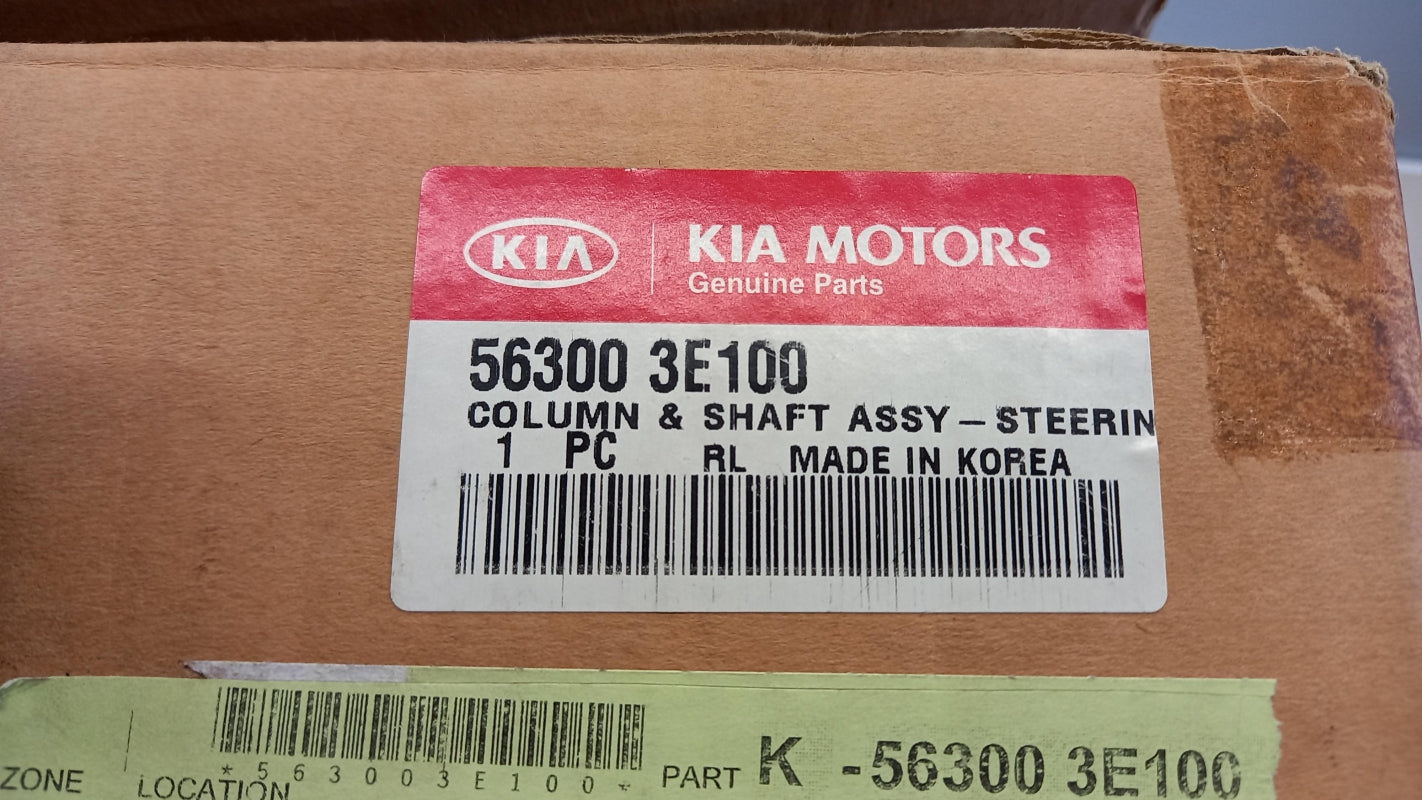 KIA
KIA MOTORS
Genuine Parts
56300 3E100
COLUMN & SHAFT ASSY-STEERIN
1 PC RL MADE IN KOREA
ZONE
LOCATION
*563003E100*
PART K -56300 3E100